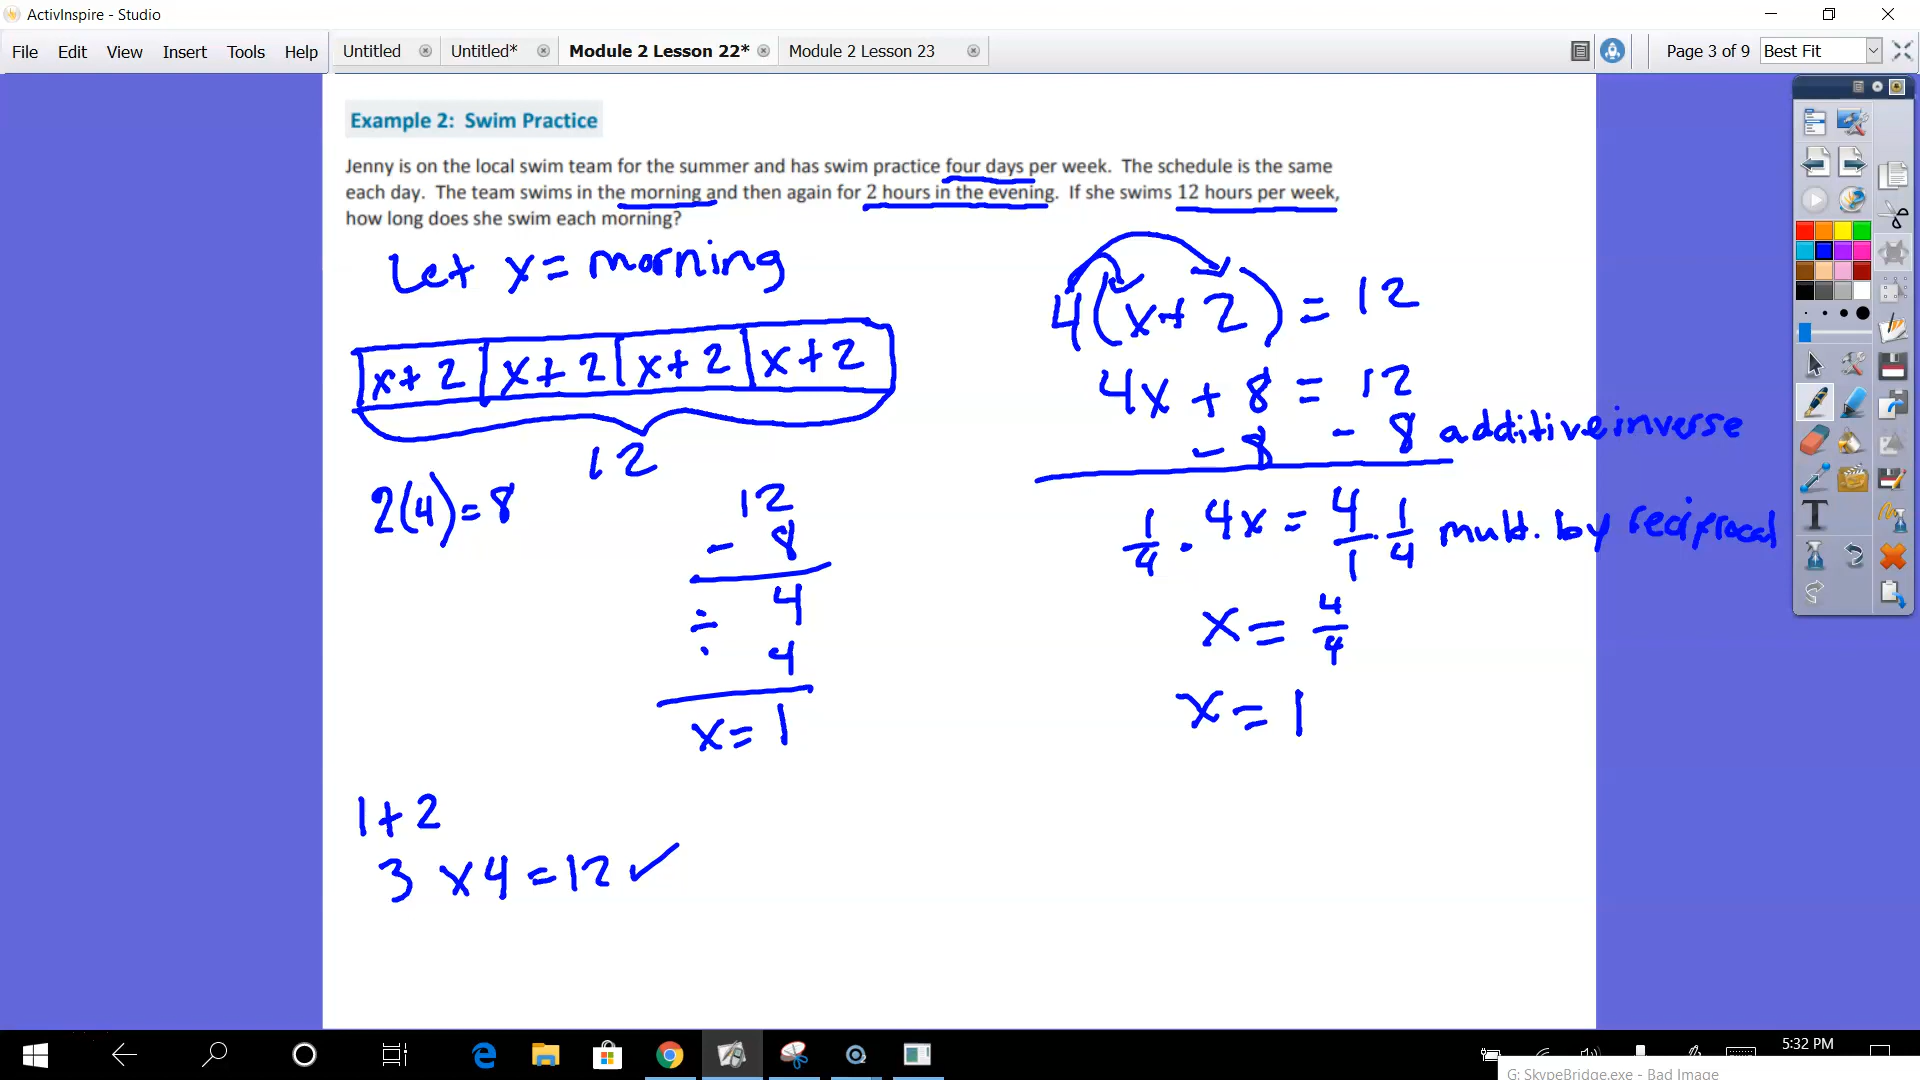 ActivInspire - Studio
File Edit View Insert Tools Help Untitled Untitled* Module 2 Lesson 22* Module 2 Lesson 23 Page 3 of 9 Best Fit
Example 2: Swim Practice
Jenny is on the local swim team for the summer and has swim practice four days per week. The schedule is the same
each day. The team swims in the morning and then again for 2 hours in the evening. If she swims 12 hours per week,
how long does she swim each morning?
Let x = morning
x+2 x+2 x+2 x+2
12
2(4)=8
12
- 8
4
÷ 4
x=1
1+2
3 x4=12✓
4(x+2)=12
4x + 8 = 12
- 8 - 8 additive inverse
1/4 · 4x = 4/1 · 1/4 mult. by reciprocal
x = 4/4
x = 1
T
5:32 PM
G: SkypeBridge.exe - Bad Image